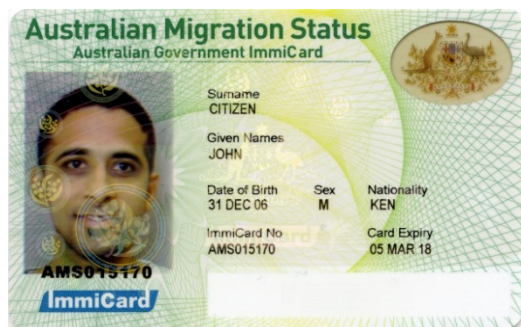 Australian Migration Status
Australian Government ImmiCard
Surname
CITIZEN
Given Names
JOHN
Date of Birth Sex Nationality
31 DEC 06 M KEN
ImmiCard No Card Expiry
AMS015170 05 MAR 18
AMS015170
ImmiCard